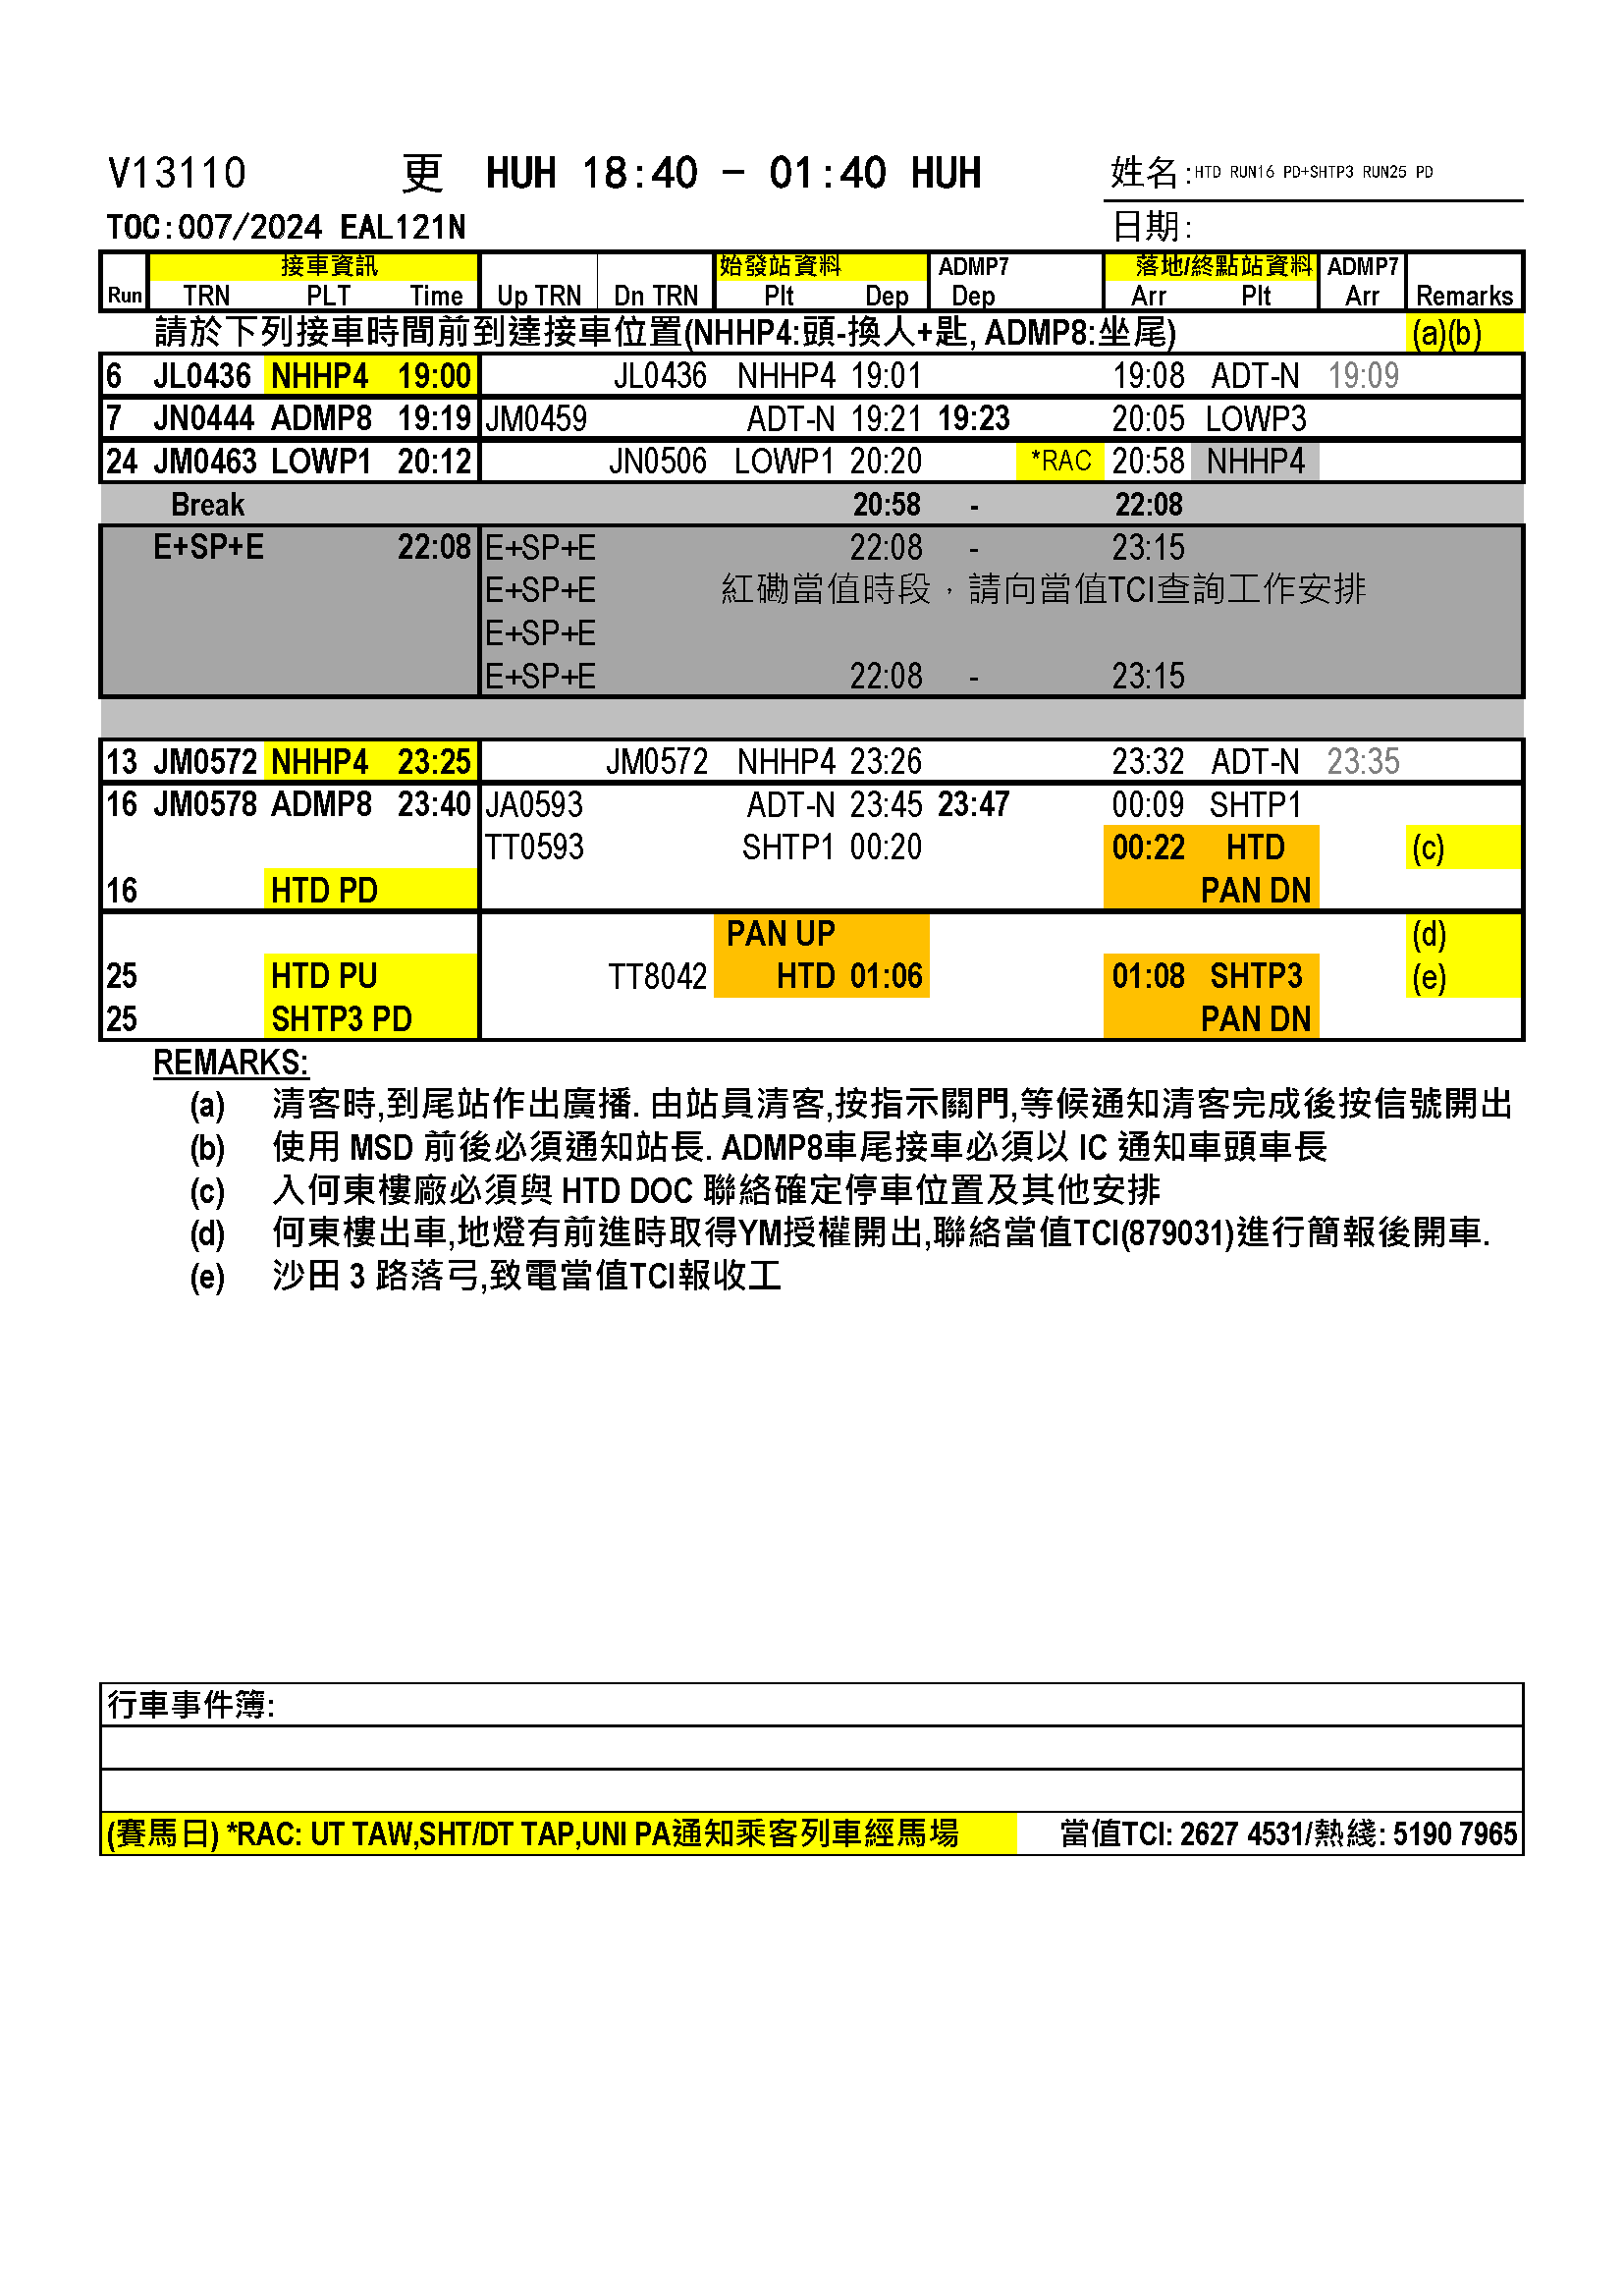 V13110 更 HUH 18:40 - 01:40 HUH 姓名:HTD RUN16 PD+SHTP3 RUN25 PD
TOC:007/2024 EAL121N 日期:
接車資訊 始發站資料 ADMP7 落地/終點站資料 ADMP7
Run TRN PLT Time Up TRN Dn TRN Plt Dep Dep Arr Plt Arr Remarks
請於下列接車時間前到達接車位置(NHHP4:頭-換人+匙, ADMP8:坐尾) (a)(b)
6 JL0436 NHHP4 19:00 JL0436 NHHP4 19:01 19:08 ADT-N 19:09
7 JN0444 ADMP8 19:19 JM0459 ADT-N 19:21 19:23 20:05 LOWP3
24 JM0463 LOWP1 20:12 JN0506 LOWP1 20:20 *RAC 20:58 NHHP4
Break 20:58 - 22:08
E+SP+E 22:08 E+SP+E 22:08 - 23:15
E+SP+E 紅磡當值時段，請向當值TCI查詢工作安排
E+SP+E
E+SP+E 22:08 - 23:15
13 JM0572 NHHP4 23:25 JM0572 NHHP4 23:26 23:32 ADT-N 23:35
16 JM0578 ADMP8 23:40 JA0593 ADT-N 23:45 23:47 00:09 SHTP1
TT0593 SHTP1 00:20 00:22 HTD (c)
16 HTD PD PAN DN
PAN UP (d)
25 HTD PU TT8042 HTD 01:06 01:08 SHTP3 (e)
25 SHTP3 PD PAN DN
REMARKS:
(a) 清客時,到尾站作出廣播. 由站員清客,按指示關門,等候通知清客完成後按信號開出
(b) 使用 MSD 前後必須通知站長. ADMP8車尾接車必須以 IC 通知車頭車長
(c) 入何東樓廠必須與 HTD DOC 聯絡確定停車位置及其他安排
(d) 何東樓出車,地燈有前進時取得YM授權開出,聯絡當值TCI(879031)進行簡報後開車.
(e) 沙田 3 路落弓,致電當值TCI報收工
行車事件簿:
(賽馬日) *RAC: UT TAW,SHT/DT TAP,UNI PA通知乘客列車經馬場 當值TCI: 2627 4531/熱綫: 5190 7965